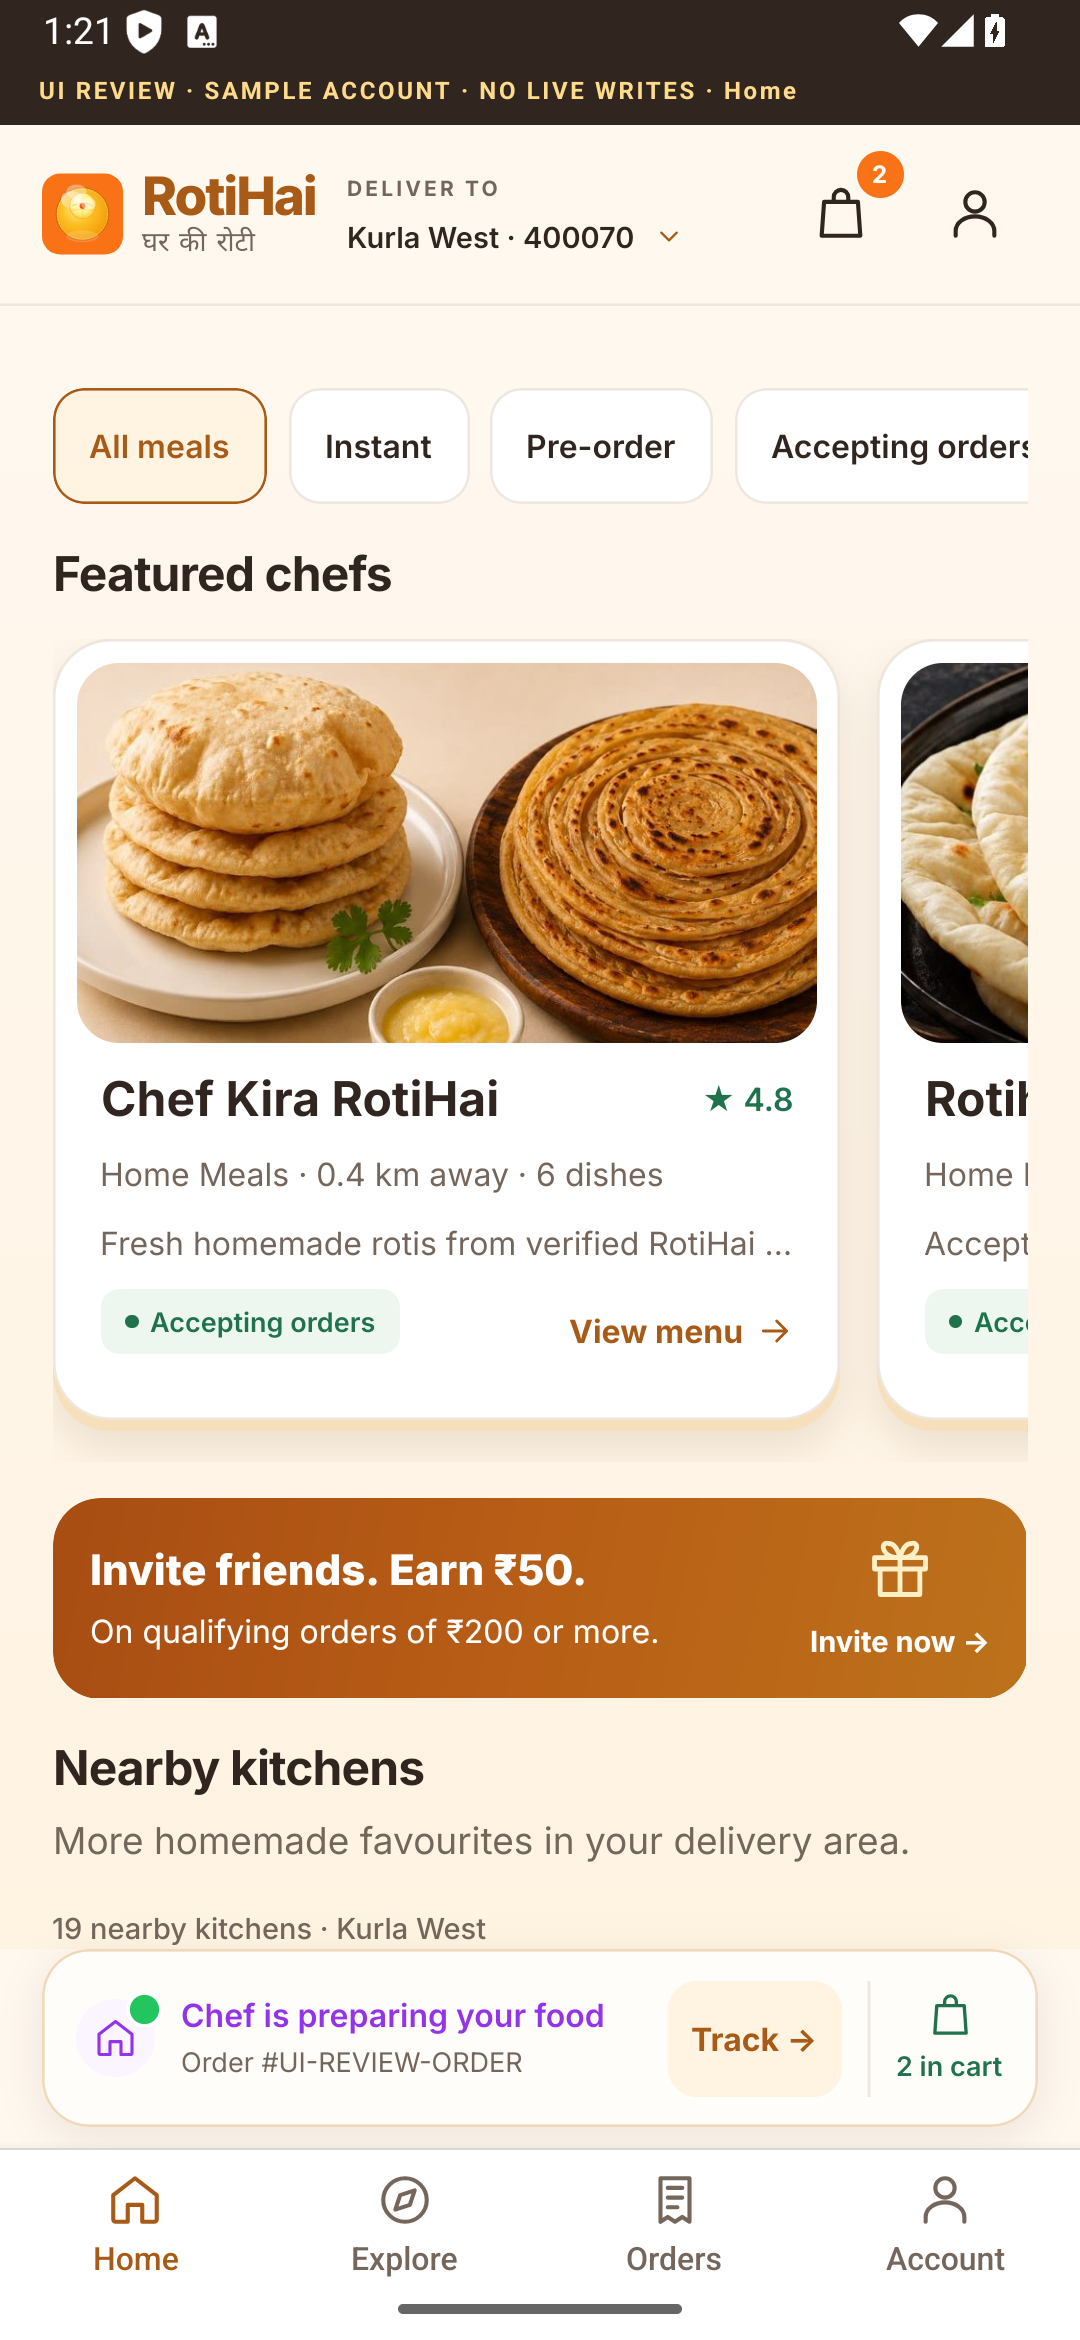 1:21
UI REVIEW · SAMPLE ACCOUNT · NO LIVE WRITES · Home
RotiHai
घर की रोटी
DELIVER TO
Kurla West · 400070
2
All meals
Instant
Pre-order
Accepting orders
Featured chefs
Chef Kira RotiHai
★ 4.8
Home Meals · 0.4 km away · 6 dishes
Fresh homemade rotis from verified RotiHai ...
Accepting orders
View menu →
Home
Invite friends. Earn ₹50.
On qualifying orders of ₹200 or more.
Invite now →
Nearby kitchens
More homemade favourites in your delivery area.
19 nearby kitchens · Kurla West
Chef is preparing your food
Order #UI-REVIEW-ORDER
Track →
2 in cart
Home
Explore
Orders
Account